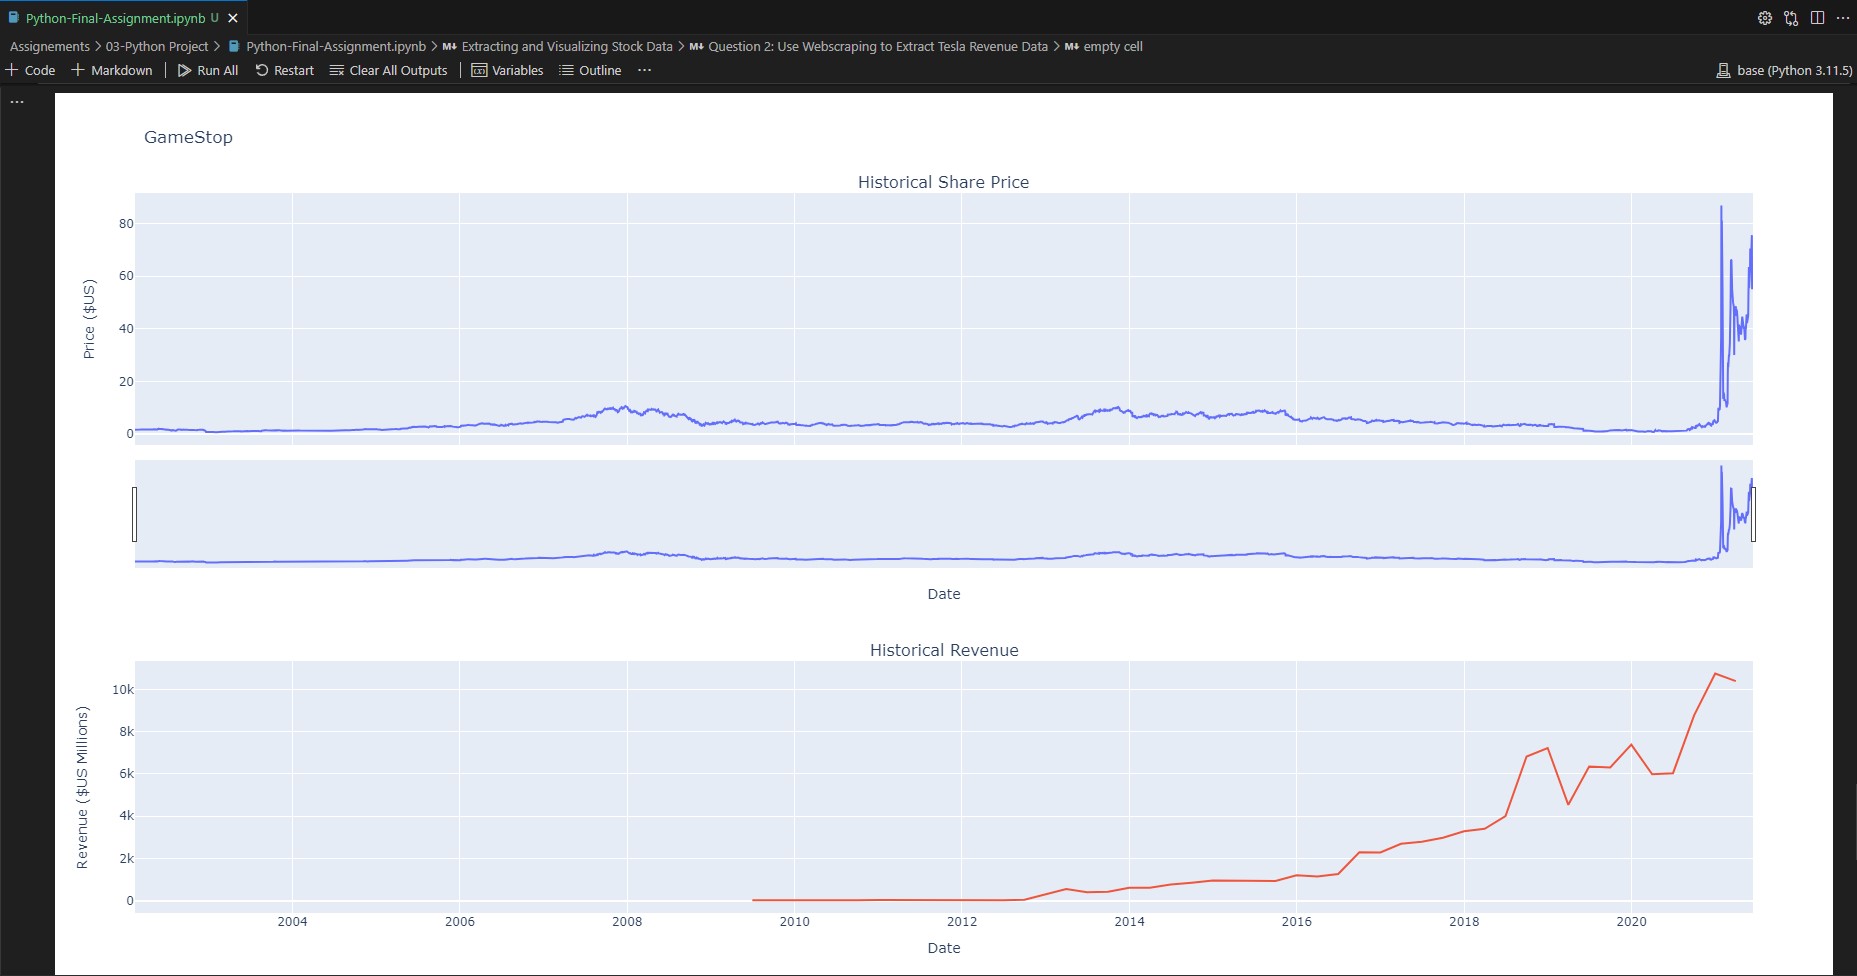 Python-Final-Assignment.ipynb U
Assignements > 03-Python Project > Python-Final-Assignment.ipynb > M↓ Extracting and Visualizing Stock Data > M↓ Question 2: Use Webscraping to Extract Tesla Revenue Data > M↓ empty cell
+ Code + Markdown Run All Restart Clear All Outputs Variables Outline ... base (Python 3.11.5)
...
GameStop
Historical Share Price
Price ($US)
80
60
40
20
0
Date
Historical Revenue
Revenue ($US Millions)
10k
8k
6k
4k
2k
0
2004 2006 2008 2010 2012 2014 2016 2018 2020
Date